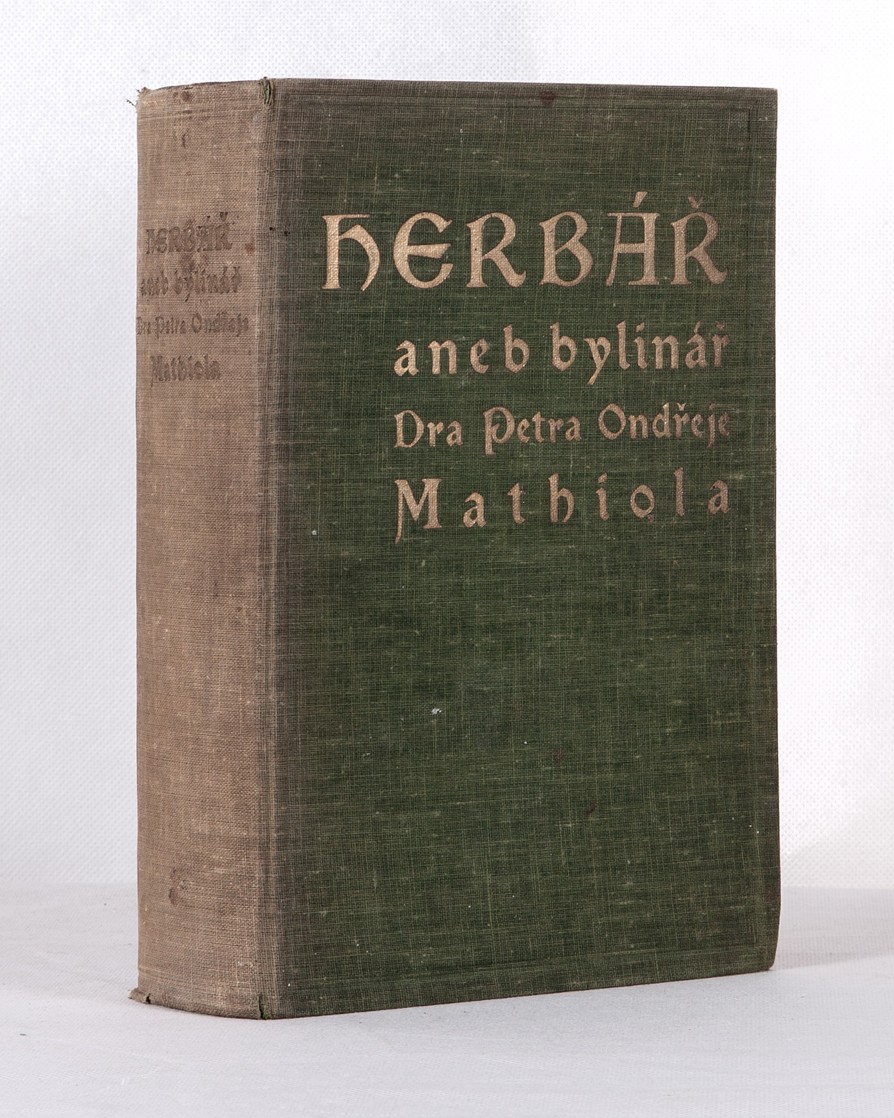 HERBÁŘ
aneb bylinář
Dra Petra Ondřeje
Mathiola
HERBÁŘ
aneb bylinář
Dra Petra Ondřeje
Mathiola